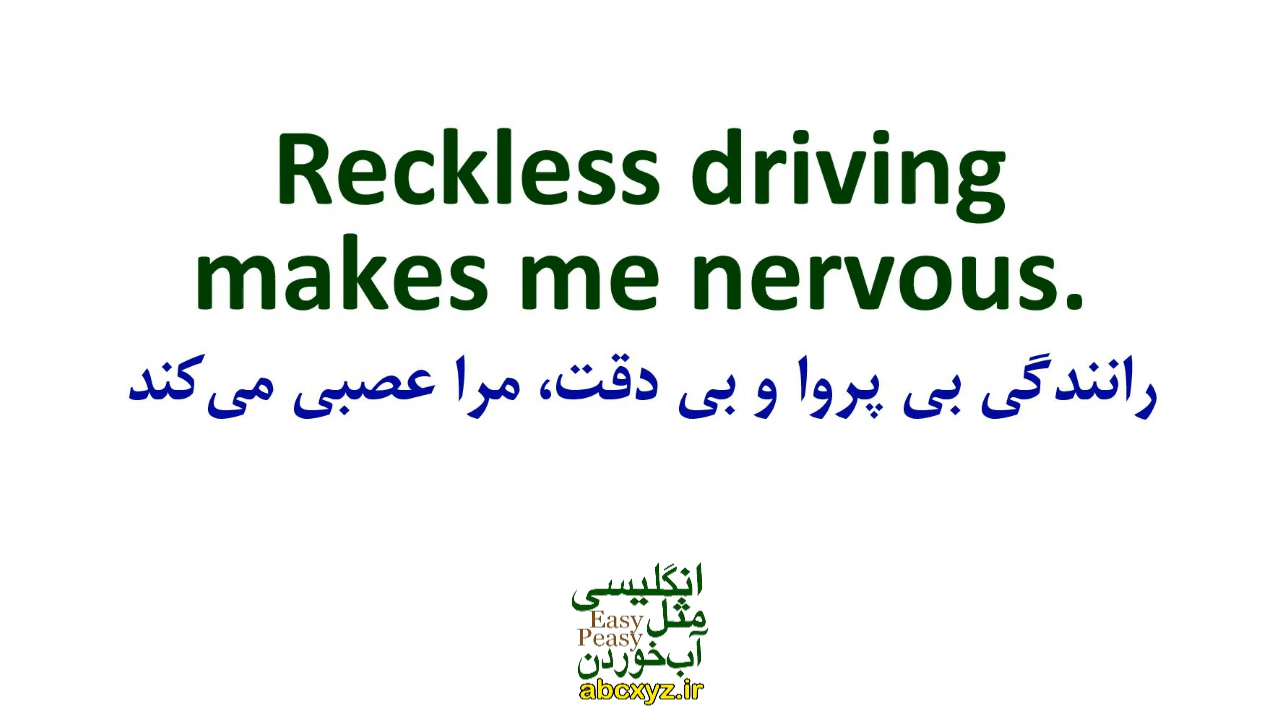 Reckless driving
makes me nervous.
رانندگی بی پروا و بی دقت، مرا عصبی می‌کند
انگلیسی
مثل
Easy
Peasy
آب‌خوردن
abcxyz.ir